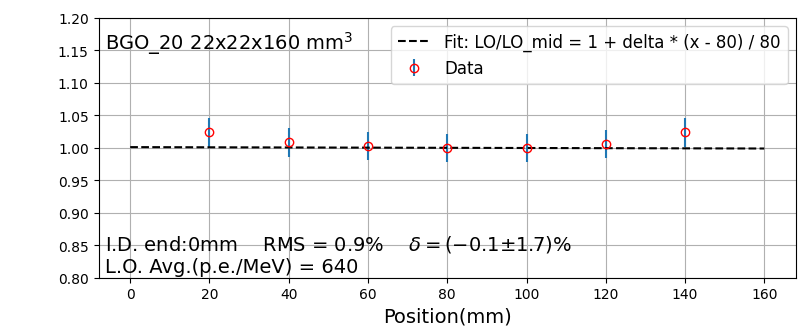 1.20
1.15
1.10
1.05
1.00
0.95
0.90
0.85
0.80
BGO_20 22x22x160 mm³
Fit: LO/LO_mid = 1 + delta * (x - 80) / 80
Data
I.D. end:0mm RMS = 0.9% δ = (−0.1±1.7)%
L.O. Avg.(p.e./MeV) = 640
0 20 40 60 80 100 120 140 160
Position(mm)